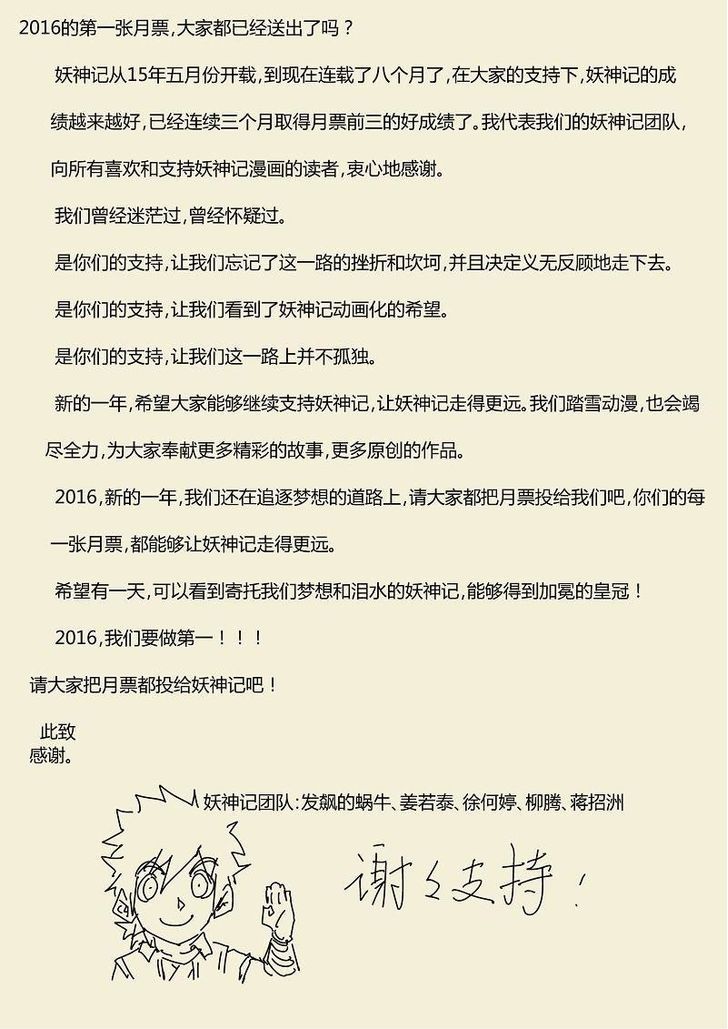 2016的第一张月票,大家都已经送出了吗？
妖神记从15年五月份开载,到现在连载了八个月了,在大家的支持下,妖神记的成
绩越来越好,已经连续三个月取得月票前三的好成绩了。我代表我们的妖神记团队,
向所有喜欢和支持妖神记漫画的读者,衷心地感谢。
我们曾经迷茫过,曾经怀疑过。
是你们的支持,让我们忘记了这一路的挫折和坎坷,并且决定义无反顾地走下去。
是你们的支持,让我们看到了妖神记动画化的希望。
是你们的支持,让我们这一路上并不孤独。
新的一年,希望大家能够继续支持妖神记,让妖神记走得更远。我们踏雪动漫,也会竭
尽全力,为大家奉献更多精彩的故事,更多原创的作品。
2016,新的一年,我们还在追逐梦想的道路上,请大家都把月票投给我们吧,你们的每
一张月票,都能够让妖神记走得更远。
希望有一天,可以看到寄托我们梦想和泪水的妖神记,能够得到加冕的皇冠！
2016,我们要做第一！！！
请大家把月票都投给妖神记吧！
此致
感谢。
妖神记团队:发飙的蜗牛、姜若泰、徐何婷、柳腾、蒋招洲
谢々支持！